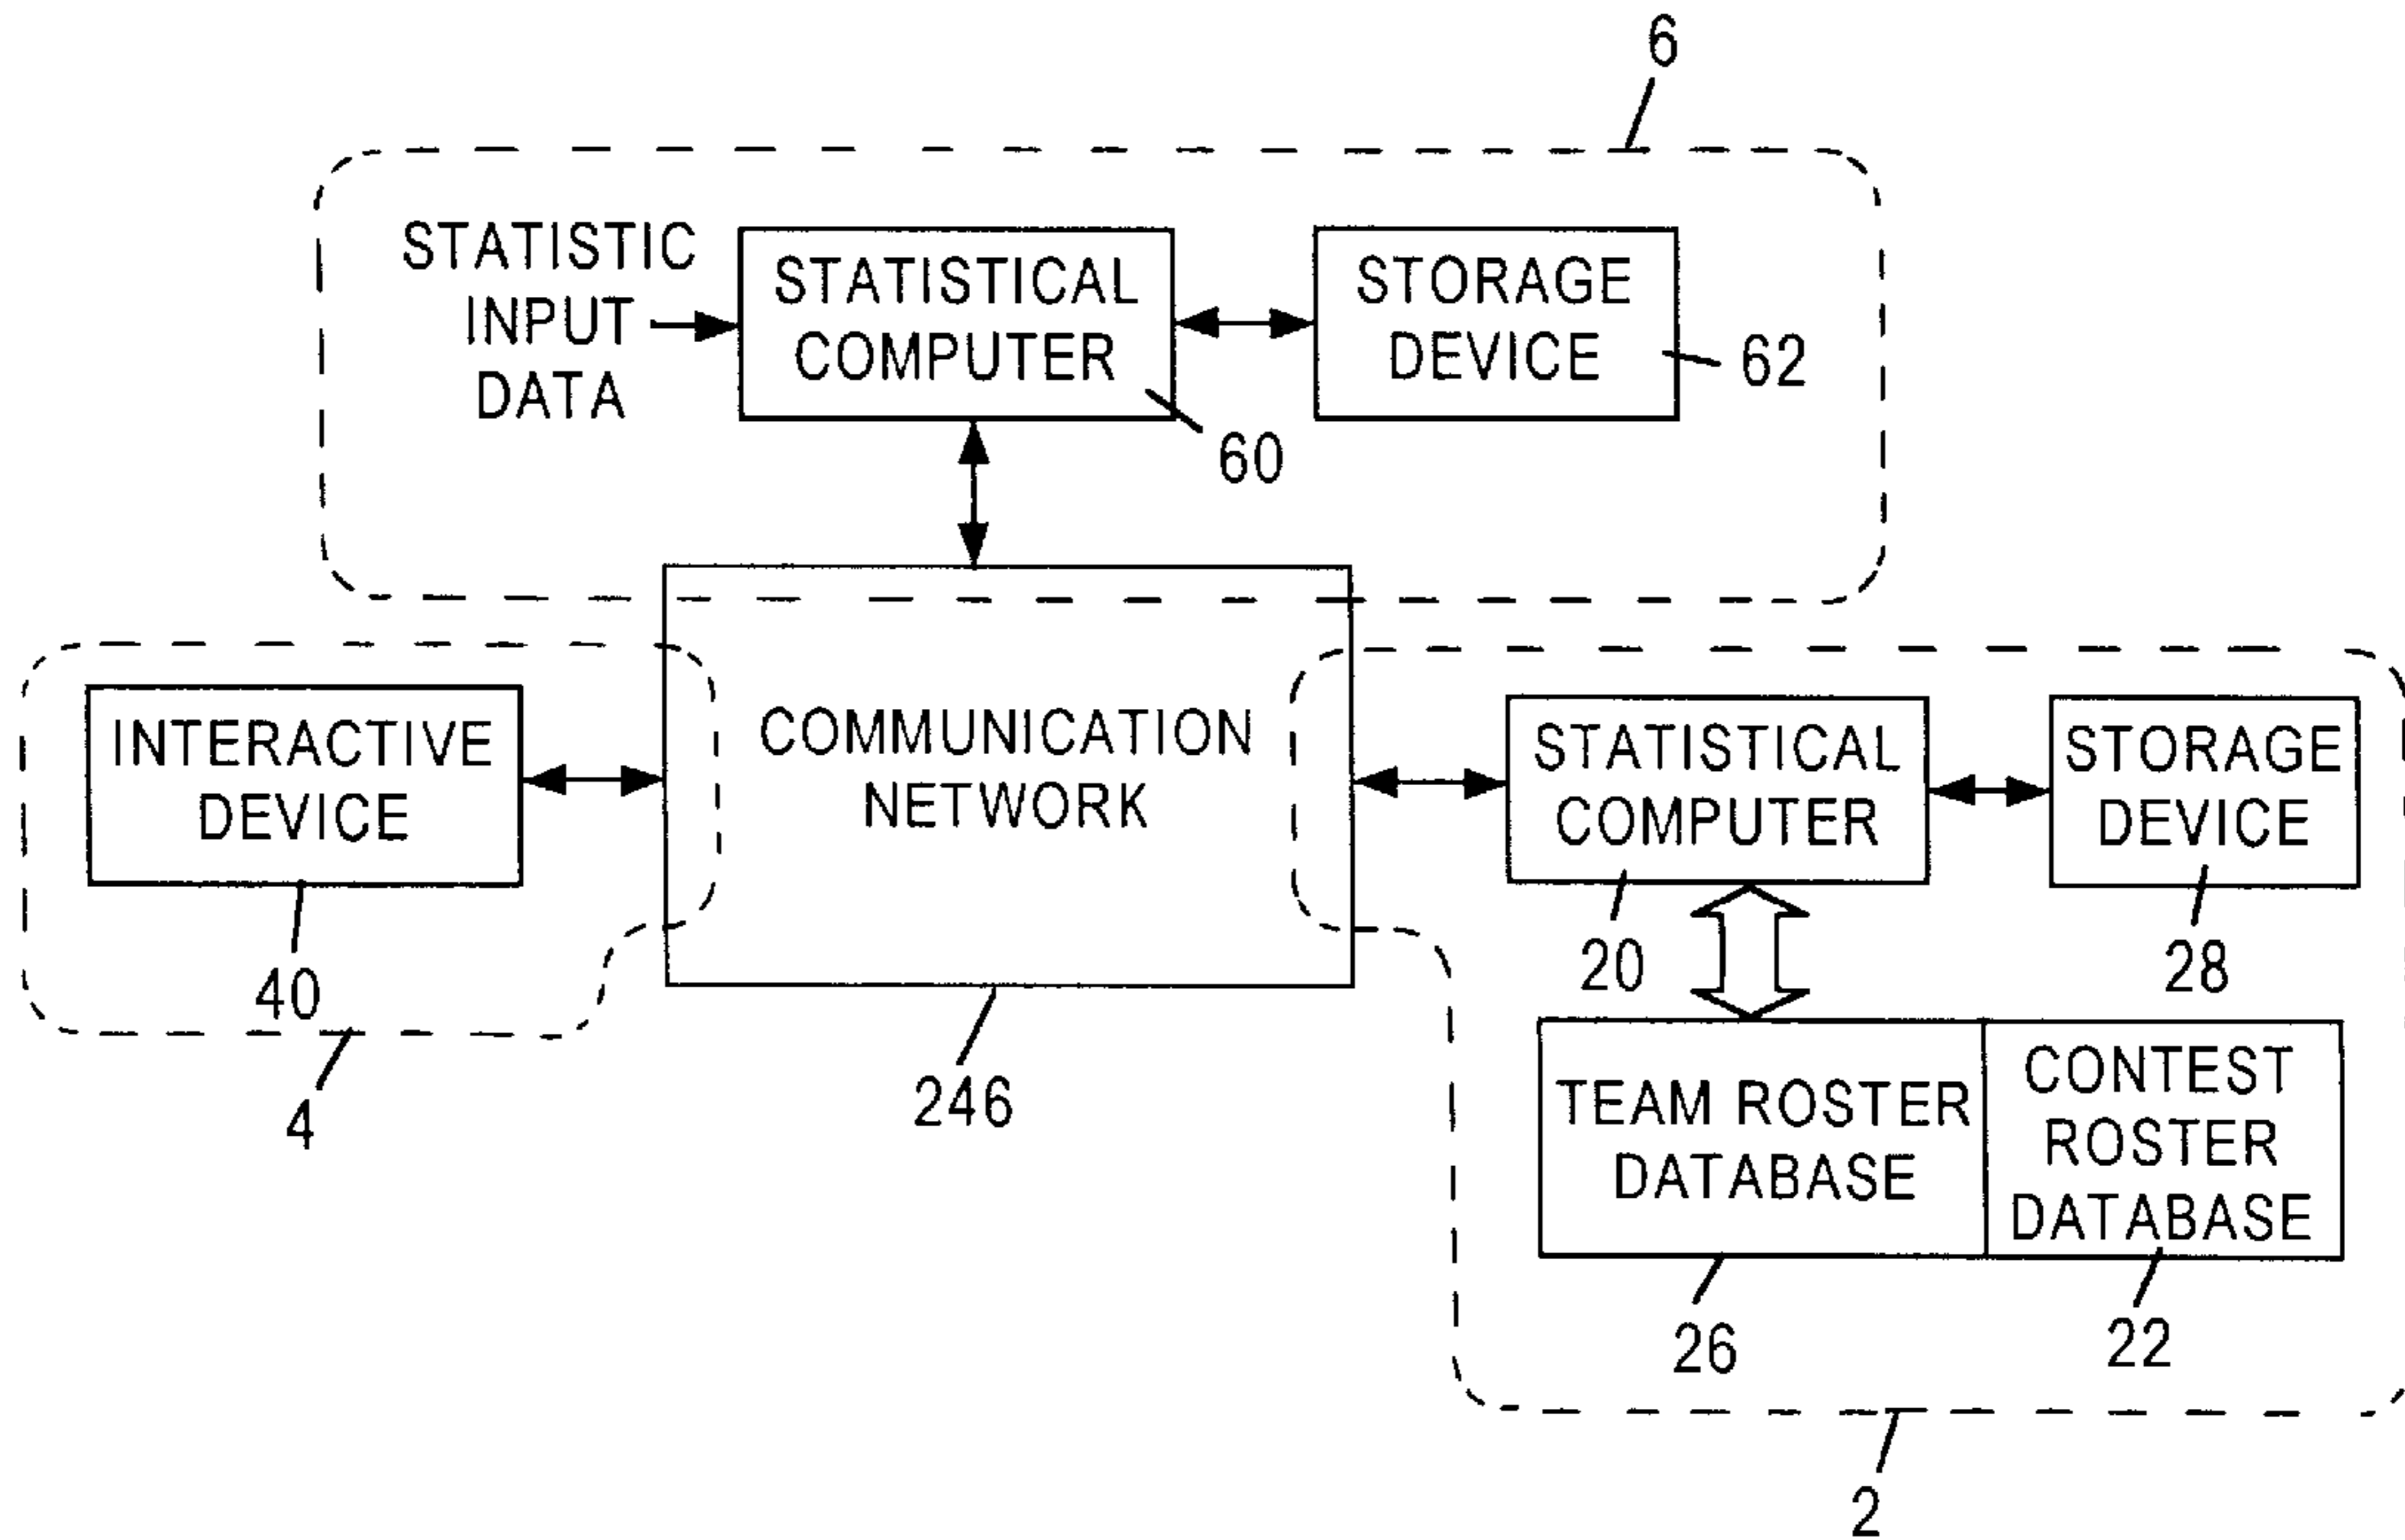 6
STATISTIC
INPUT
DATA
STATISTICAL
COMPUTER
60
STORAGE
DEVICE
62
INTERACTIVE
DEVICE
40
4
COMMUNICATION
NETWORK
246
STATISTICAL
COMPUTER
20
STORAGE
DEVICE
28
TEAM ROSTER
DATABASE
26
CONTEST
ROSTER
DATABASE
22
2